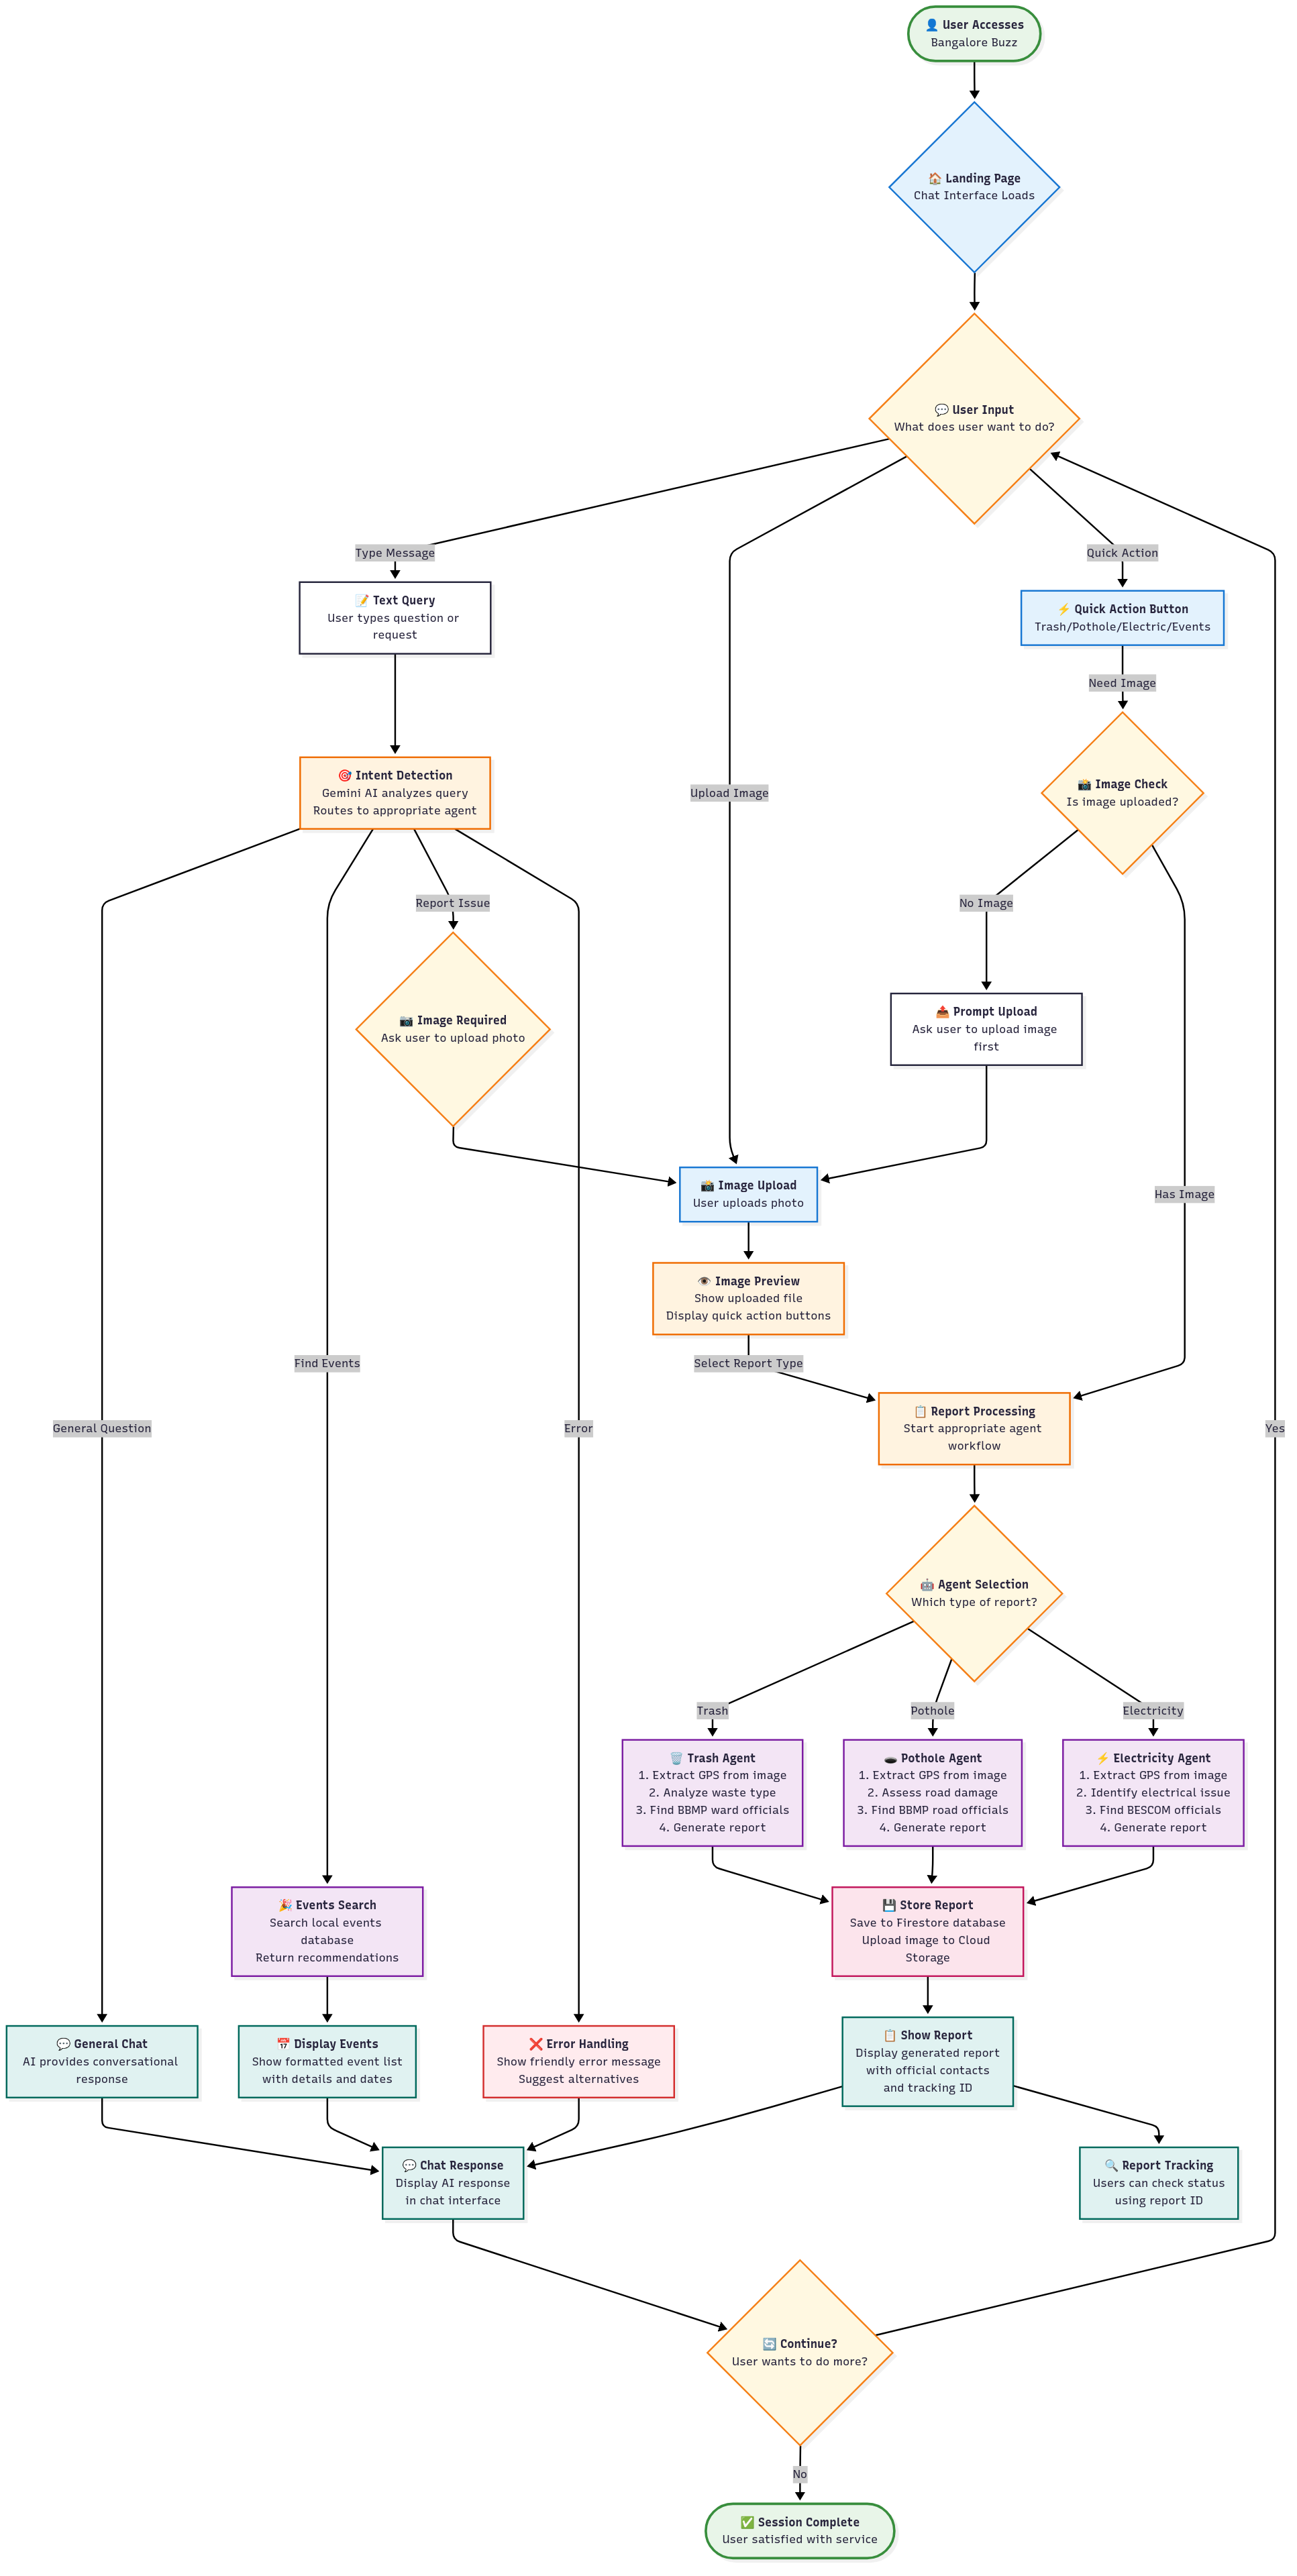 👤 User Accesses
Bangalore Buzz
🏠 Landing Page
Chat Interface Loads
💬 User Input
What does user want to do?
Type Message
Quick Action
📝 Text Query
User types question or
request
⚡ Quick Action Button
Trash/Pothole/Electric/Events
Need Image
🎯 Intent Detection
Gemini AI analyzes query
Routes to appropriate agent
Upload Image
📸 Image Check
Is image uploaded?
Report Issue
No Image
📷 Image Required
Ask user to upload photo
📤 Prompt Upload
Ask user to upload image
first
📸 Image Upload
User uploads photo
Has Image
👁️ Image Preview
Show uploaded file
Display quick action buttons
Find Events
Select Report Type
General Question
Error
📋 Report Processing
Start appropriate agent
workflow
Yes
🤖 Agent Selection
Which type of report?
Trash
Pothole
Electricity
🗑️ Trash Agent
1. Extract GPS from image
2. Analyze waste type
3. Find BBMP ward officials
4. Generate report
🕳️ Pothole Agent
1. Extract GPS from image
2. Assess road damage
3. Find BBMP road officials
4. Generate report
⚡ Electricity Agent
1. Extract GPS from image
2. Identify electrical issue
3. Find BESCOM officials
4. Generate report
🎉 Events Search
Search local events
database
Return recommendations
💾 Store Report
Save to Firestore database
Upload image to Cloud
Storage
💬 General Chat
AI provides conversational
response
📅 Display Events
Show formatted event list
with details and dates
❌ Error Handling
Show friendly error message
Suggest alternatives
📋 Show Report
Display generated report
with official contacts
and tracking ID
💬 Chat Response
Display AI response
in chat interface
🔍 Report Tracking
Users can check status
using report ID
🔄 Continue?
User wants to do more?
No
✅ Session Complete
User satisfied with service